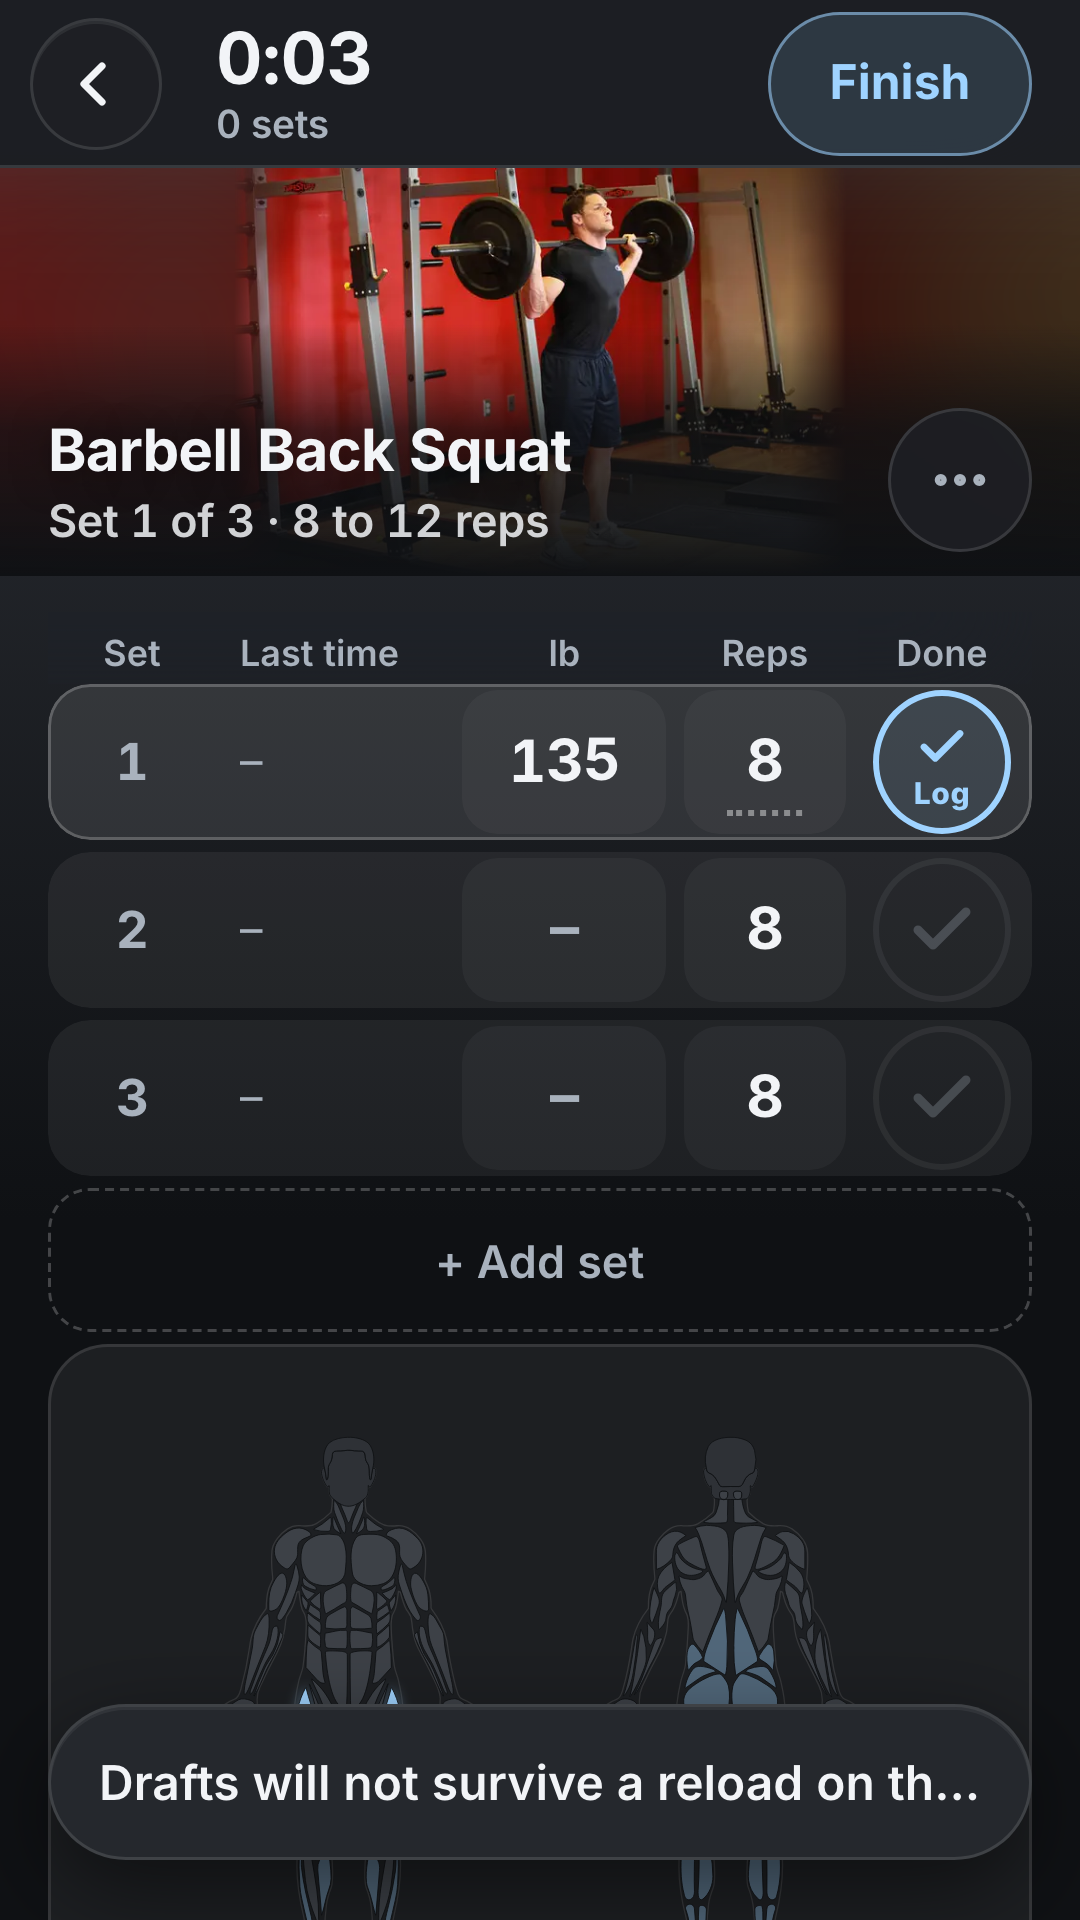 0:03
0 sets
Finish
Barbell Back Squat
Set 1 of 3 · 8 to 12 reps
Set Last time lb Reps Done
1 – 135 8 Log
2 – – 8
3 – – 8
+ Add set
Drafts will not survive a reload on th...